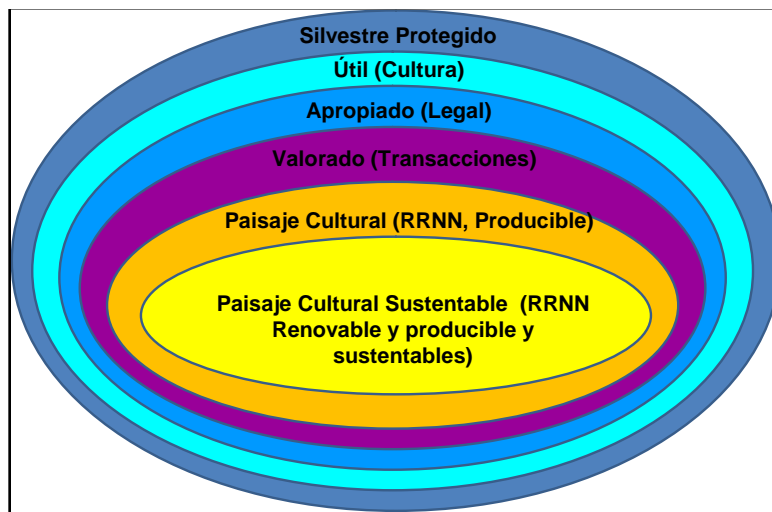 Silvestre Protegido
Útil (Cultura)
Apropiado (Legal)
Valorado (Transacciones)
Paisaje Cultural (RRNN, Producible)
Paisaje Cultural Sustentable (RRNN
Renovable y producible y
sustentables)